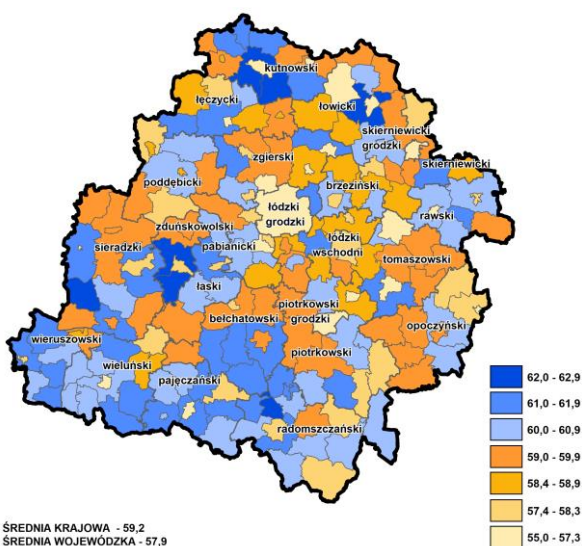 kutnowski
łęczycki
łowicki
skierniewicki
grodzki
zgierski
skierniewicki
poddębicki
brzeziński
łódzki
grodzki
rawski
zduńskowolski
sieradzki
pabianicki
łódzki
wschodni
tomaszowski
łaski
piotrkowski
grodzki
bełchatowski
opoczyński
wieruszowski
piotrkowski
wieluński
pajęczański
radomszczański
62,0 - 62,9
61,0 - 61,9
60,0 - 60,9
59,0 - 59,9
58,4 - 58,9
57,4 - 58,3
55,0 - 57,3
ŚREDNIA KRAJOWA - 59,2
ŚREDNIA WOJEWÓDZKA - 57,9